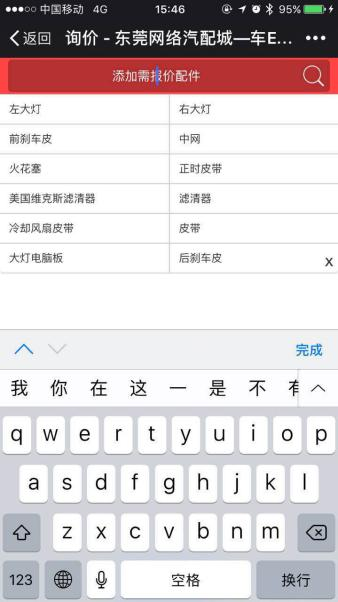 中国移动 4G 15:46 95%
返回 询价 - 东莞网络汽配城—车E...
添加需报价配件
左大灯 右大灯
前刹车皮 中网
火花塞 正时皮带
美国维克斯滤清器 滤清器
冷却风扇皮带 皮带
大灯电脑板 后刹车皮 x
完成
我 你 在 这 一 是 不
q w e r t y u i o p
a s d f g h j k l
z x c v b n m
123 空格 换行